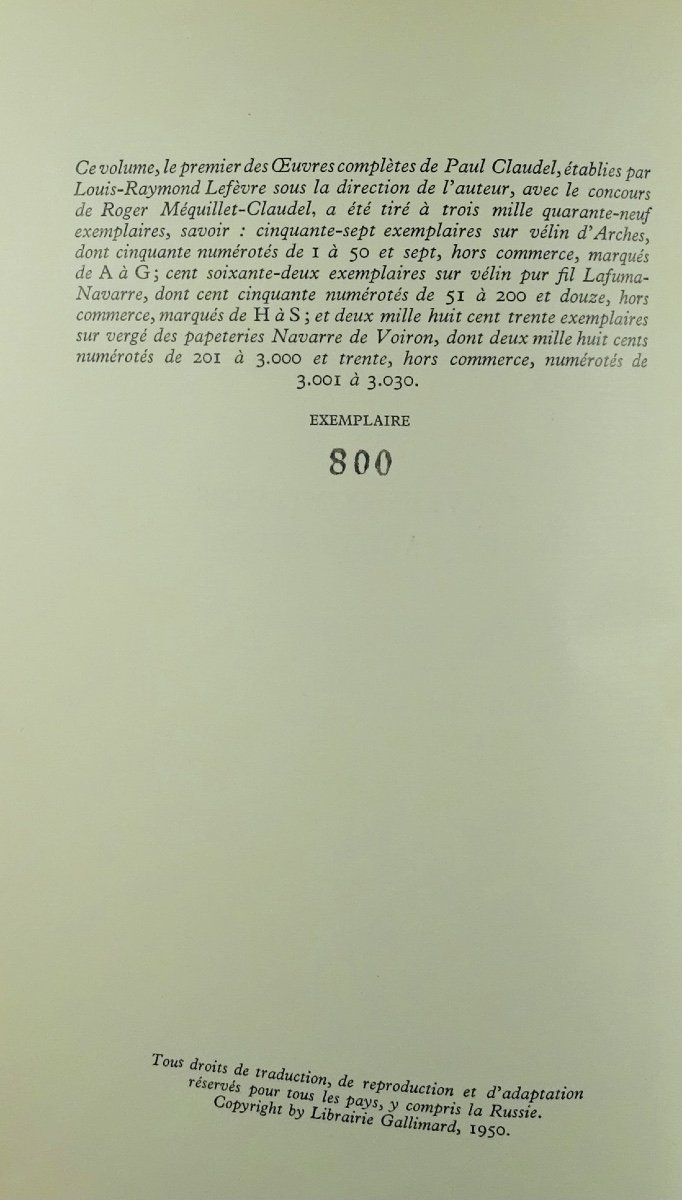 Ce volume, le premier des Œuvres complètes de Paul Claudel, établies par
Louis-Raymond Lefèvre sous la direction de l'auteur, avec le concours
de Roger Méquillet-Claudel, a été tiré à trois mille quarante-neuf
exemplaires, savoir : cinquante-sept exemplaires sur vélin d'Arches,
dont cinquante numérotés de 1 à 50 et sept, hors commerce, marqués
de A à G ; cent soixante-deux exemplaires sur vélin pur fil Lafuma-
Navarre, dont cent cinquante numérotés de 51 à 200 et douze, hors
commerce, marqués de H à S ; et deux mille huit cent trente exemplaires
sur vergé des papeteries Navarre de Voiron, dont deux mille huit cents
numérotés de 201 à 3.000 et trente, hors commerce, numérotés de
3.001 à 3.030.
EXEMPLAIRE
800
Tous droits de traduction, de reproduction et d'adaptation
réservés pour tous les pays, y compris la Russie.
Copyright by Librairie Gallimard, 1950.